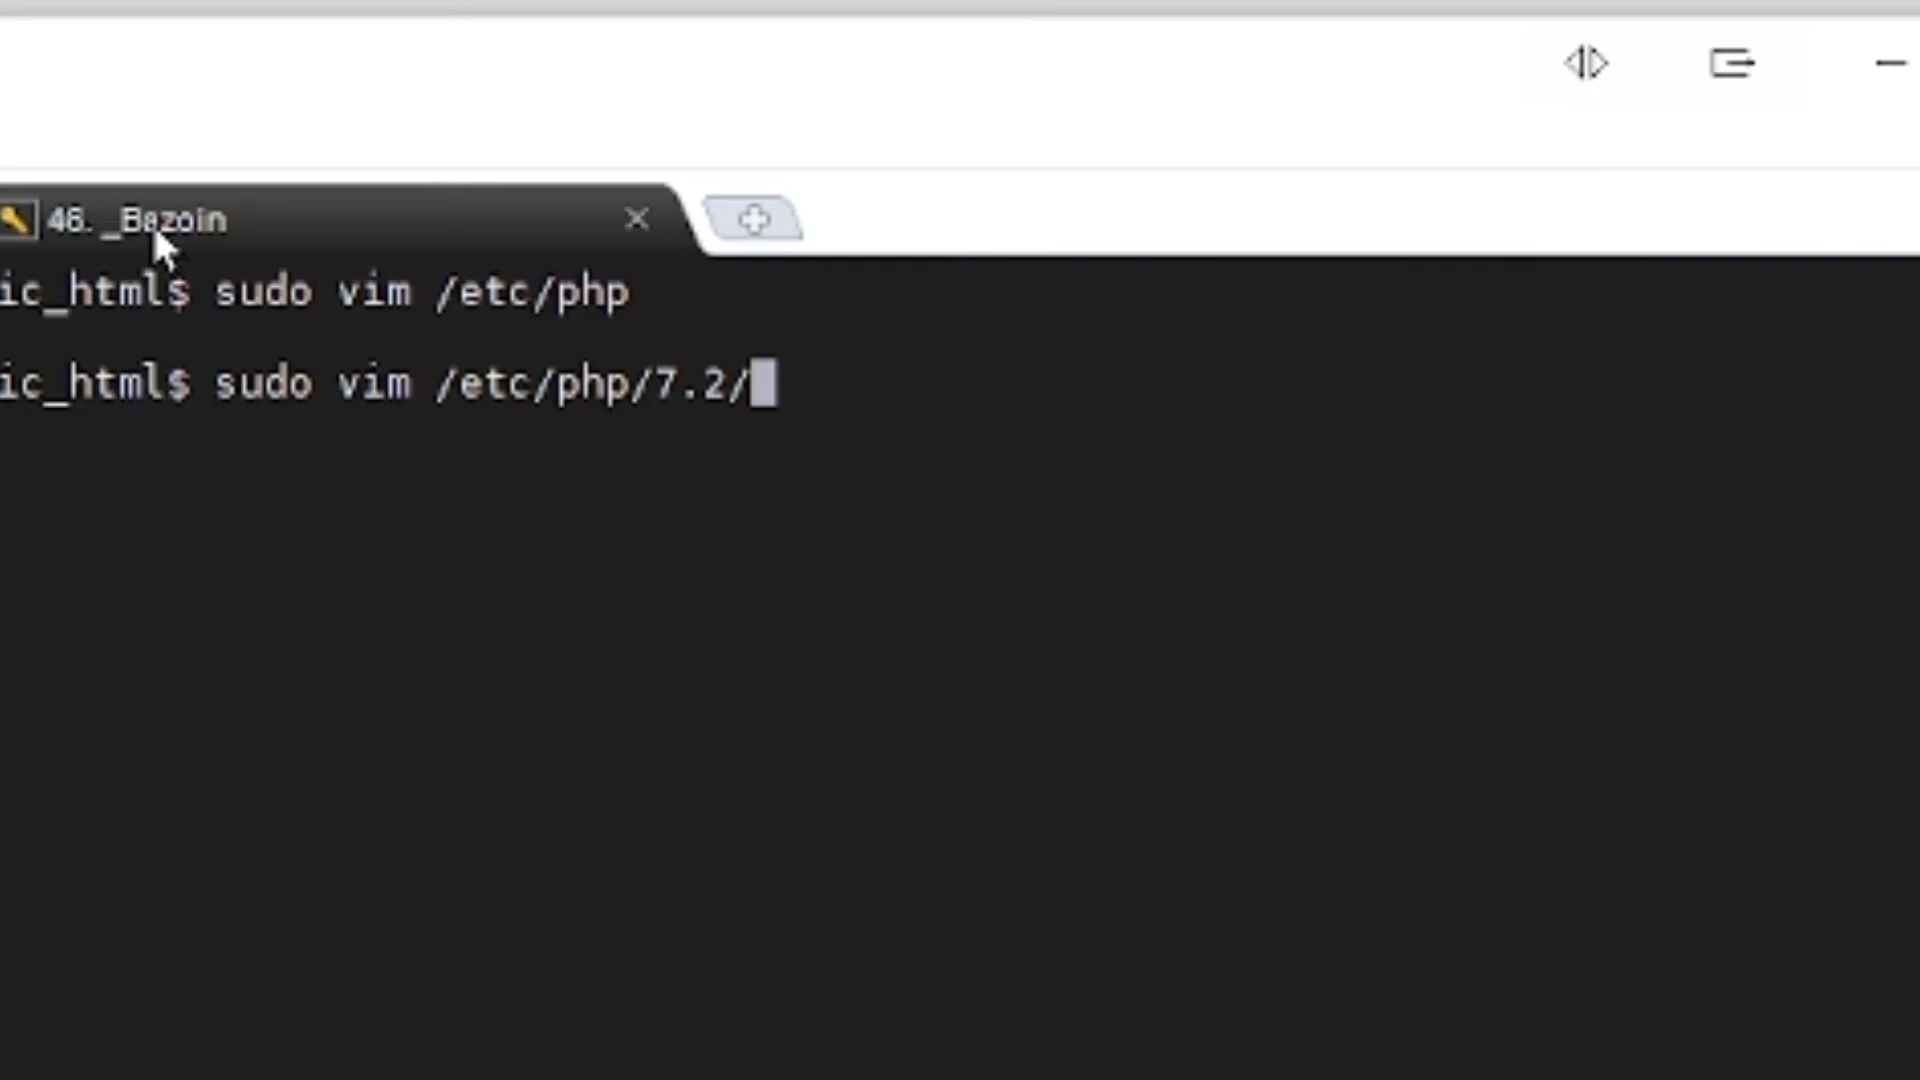 46. _Bazoin
ic_html$ sudo vim /etc/php
ic_html$ sudo vim /etc/php/7.2/